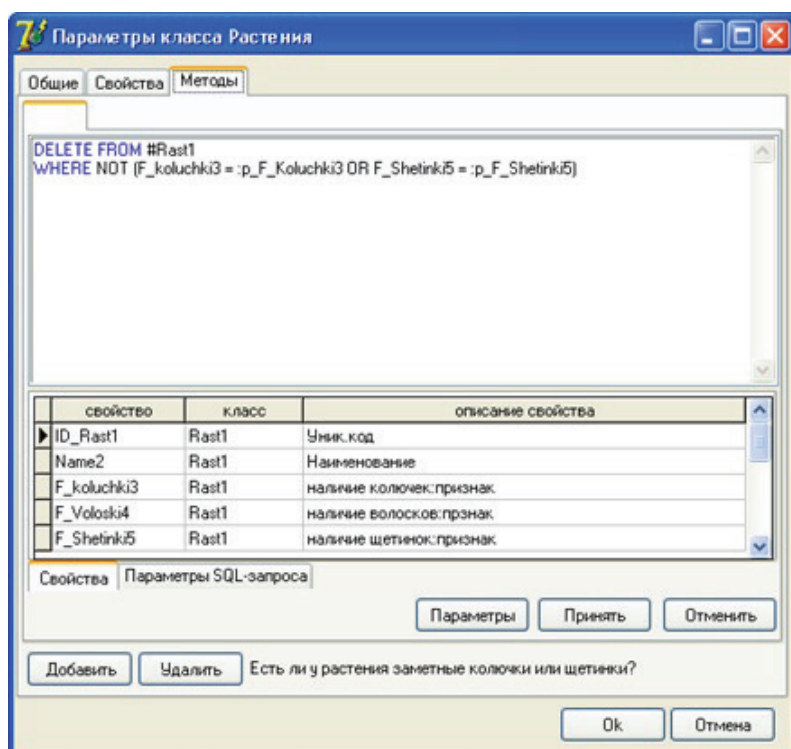 Параметры класса Растения
Общие Свойства Методы
DELETE FROM #Rast1
WHERE NOT (F_koluchki3 = :p_F_Koluchki3 OR F_Shetinki5 = :p_F_Shetinki5)
свойство класс описание свойства
ID_Rast1 Rast1 Уник.код
Name2 Rast1 Наименование
F_koluchki3 Rast1 наличие колючек:признак
F_Voloski4 Rast1 наличие волосков:прзнак
F_Shetinki5 Rast1 наличие щетинок:признак
Свойства Параметры SQL-запроса
Параметры Принять Отменить
Добавить Удалить Есть ли у растения заметные колючки или щетинки?
Ok Отмена